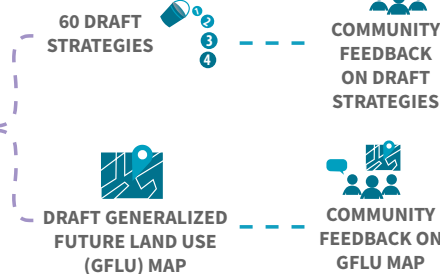 60 DRAFT
STRATEGIES
1
2
3
4
COMMUNITY
FEEDBACK
ON DRAFT
STRATEGIES
DRAFT GENERALIZED
FUTURE LAND USE
(GFLU) MAP
COMMUNITY
FEEDBACK ON
GFLU MAP